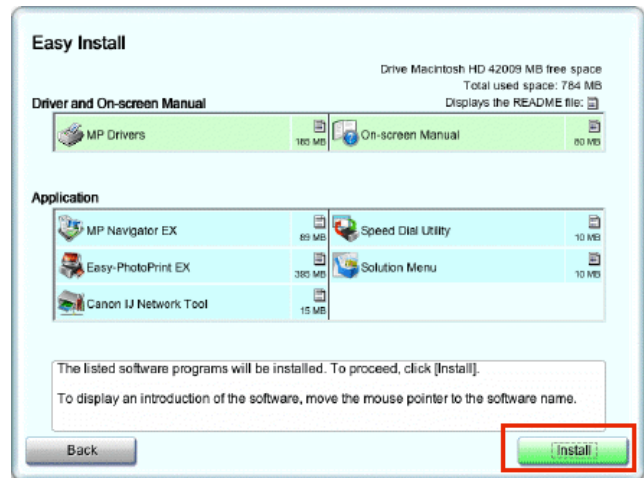 Easy Install
Drive Macintosh HD 42009 MB free space
Total used space: 784 MB
Driver and On-screen Manual
Displays the README file:
MP Drivers
185 MB
On-screen Manual
80 MB
Application
MP Navigator EX
89 MB
Speed Dial Utility
10 MB
Easy-PhotoPrint EX
385 MB
Solution Menu
10 MB
Canon IJ Network Tool
15 MB
The listed software programs will be installed. To proceed, click [Install].
To display an introduction of the software, move the mouse pointer to the software name.
Back
Install